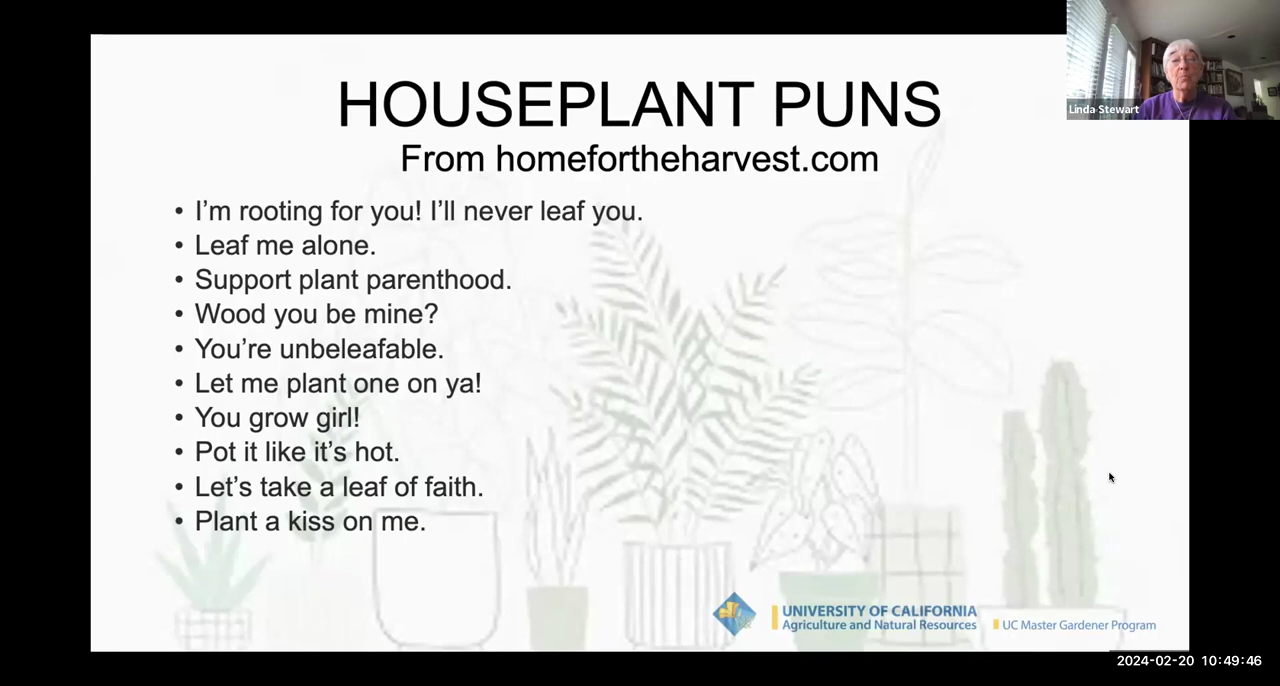 HOUSEPLANT PUNS
From homefortheharvest.com
• I’m rooting for you! I’ll never leaf you.
• Leaf me alone.
• Support plant parenthood.
• Wood you be mine?
• You’re unbeleafable.
• Let me plant one on ya!
• You grow girl!
• Pot it like it’s hot.
• Let’s take a leaf of faith.
• Plant a kiss on me.
Linda Stewart
UNIVERSITY OF CALIFORNIA
Agriculture and Natural Resources
UC Master Gardener Program
2024-02-20 10:49:46